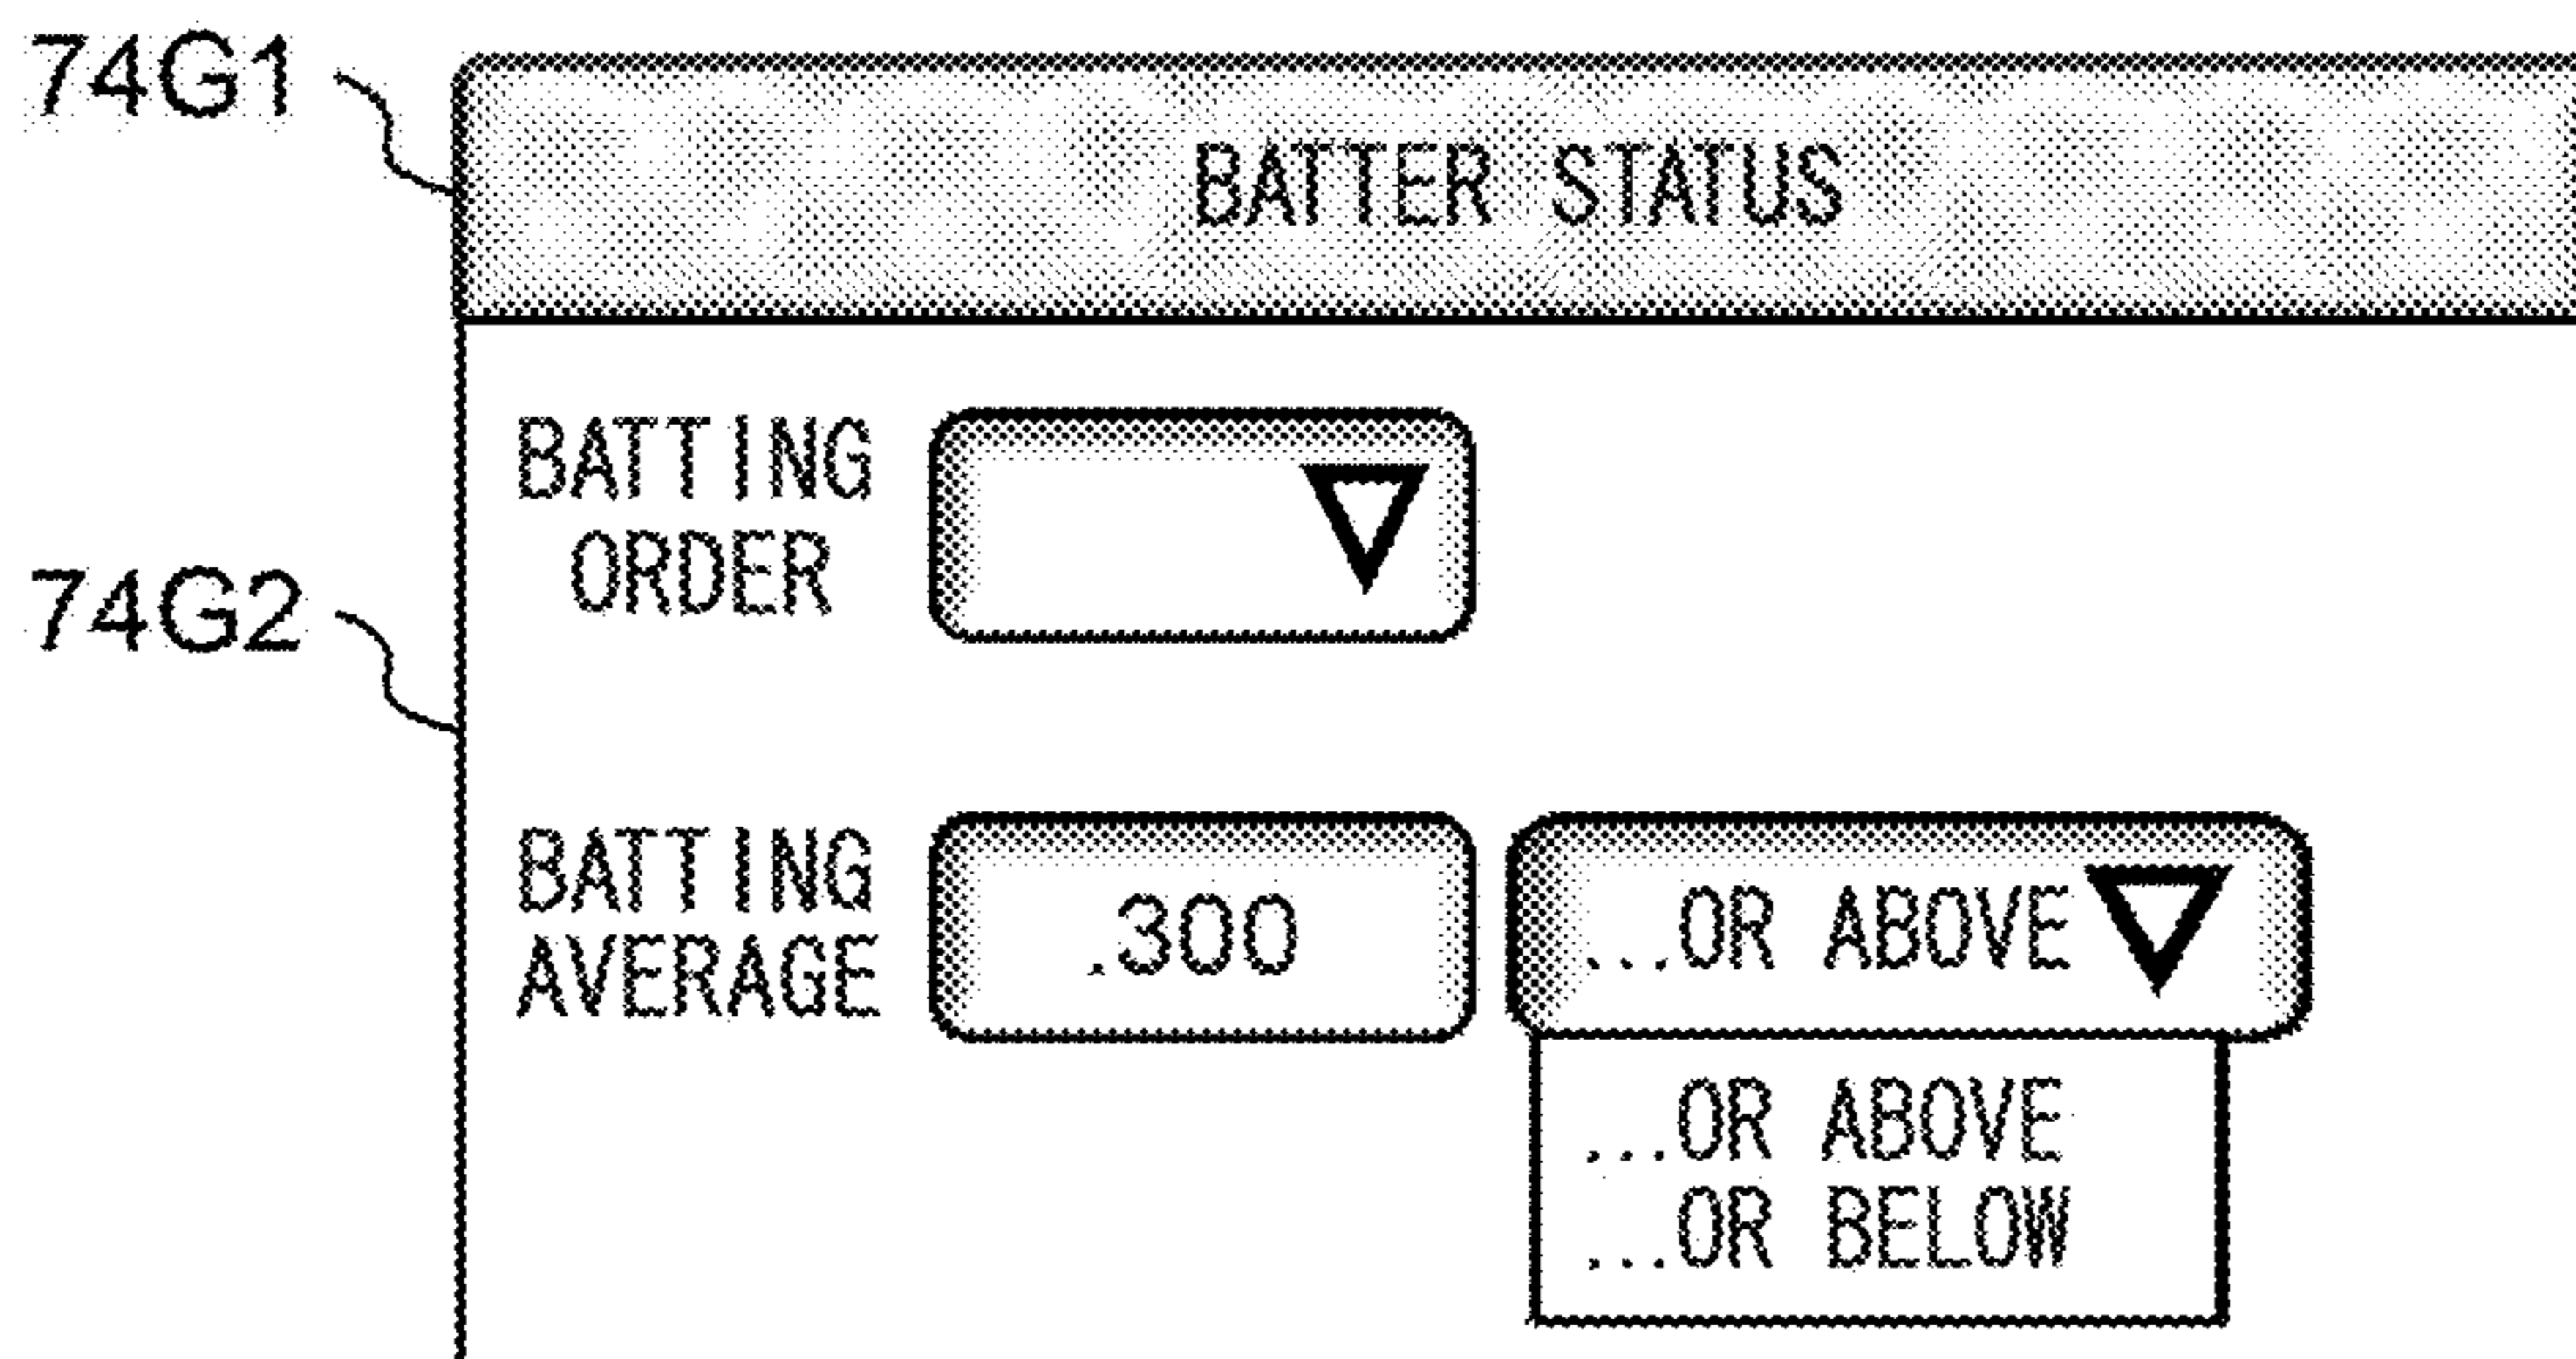 74G1
BATTER STATUS
BATTING
ORDER
74G2
BATTING
AVERAGE
.300
...OR ABOVE
...OR ABOVE
...OR BELOW